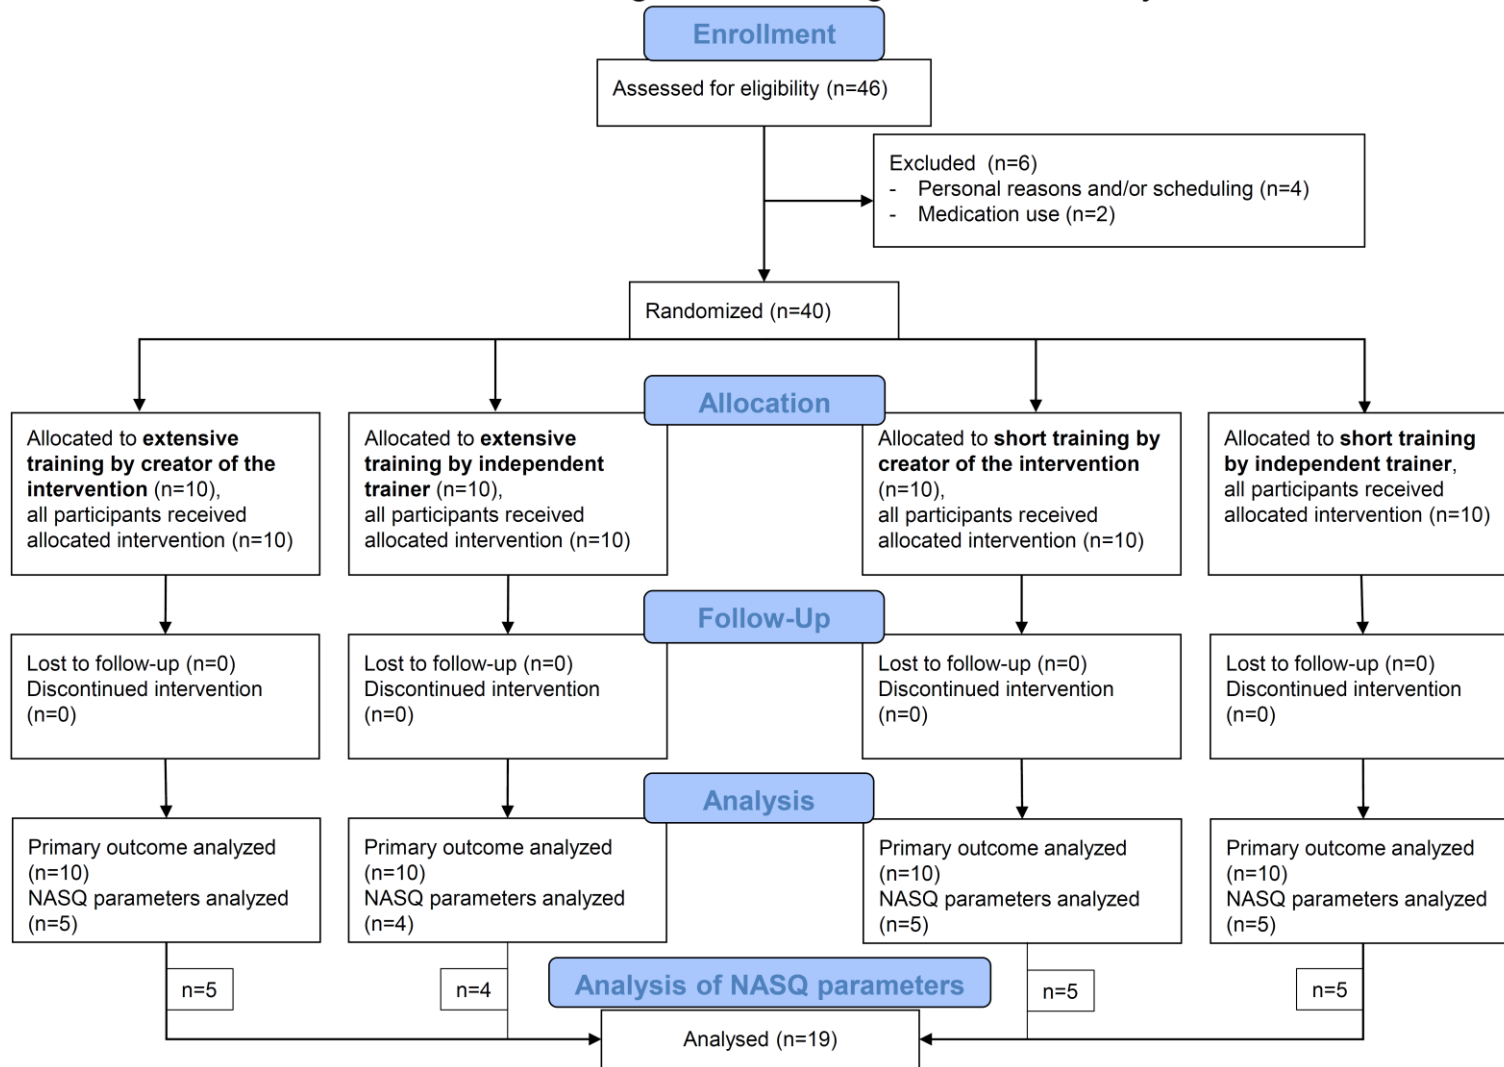 Enrollment
Assessed for eligibility (n=46)
Excluded  (n=6)
- Personal reasons and/or scheduling (n=4)
- Medication use (n=2)
Randomized (n=40)
Allocation
Allocated to extensive
training by creator of the
intervention (n=10),
all participants received
allocated intervention (n=10)
Allocated to extensive
training by independent
trainer (n=10),
all participants received
allocated intervention (n=10)
Allocated to short training by
creator of the intervention
(n=10),
all participants received
allocated intervention (n=10)
Allocated to short training
by independent trainer,
all participants received
allocated intervention (n=10)
Follow-Up
Lost to follow-up (n=0)
Discontinued intervention
(n=0)
Lost to follow-up (n=0)
Discontinued intervention
(n=0)
Lost to follow-up (n=0)
Discontinued intervention
(n=0)
Lost to follow-up (n=0)
Discontinued intervention
(n=0)
Analysis
Primary outcome analyzed
(n=10)
NASQ parameters analyzed
(n=5)
Primary outcome analyzed
(n=10)
NASQ parameters analyzed
(n=4)
Primary outcome analyzed
(n=10)
NASQ parameters analyzed
(n=5)
Primary outcome analyzed
(n=10)
NASQ parameters analyzed
(n=5)
n=5
n=4
Analysis of NASQ parameters
n=5
n=5
Analysed (n=19)